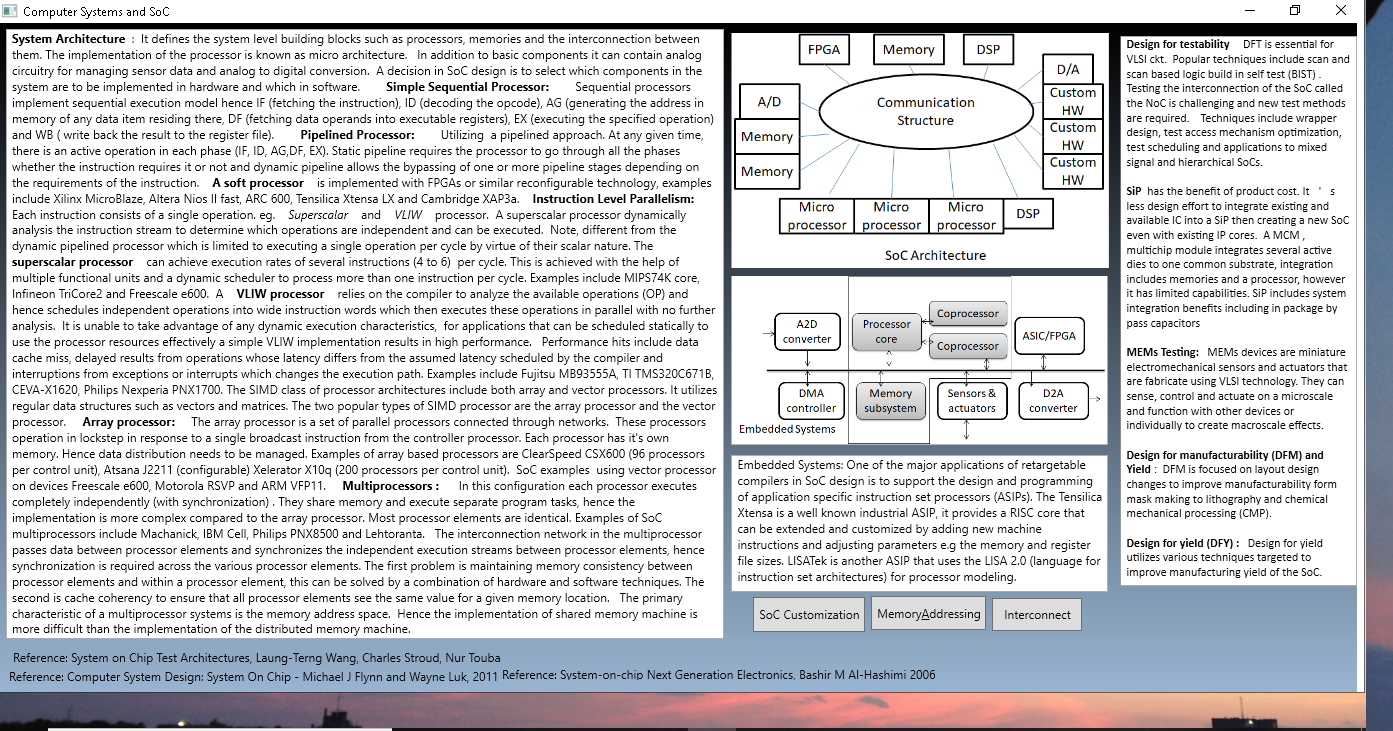 Computer Systems and SoC
System Architecture : It defines the system level building blocks such as processors, memories and the interconnection between
them. The implementation of the processor is known as micro architecture. In addition to basic components it can contain analog
circuitry for managing sensor data and analog to digital conversion. A decision in SoC design is to select which components in the
system are to be implemented in hardware and which in software. Simple Sequential Processor: Sequential processors
implement sequential execution model hence IF (fetching the instruction), ID (decoding the opcode), AG (generating the address in
memory of any data item residing there, DF (fetching data operands into executable registers), EX (executing the specified operation)
and WB ( write back the result to the register file). Pipelined Processor: Utilizing a pipelined approach. At any given time,
there is an active operation in each phase (IF, ID, AG,DF, EX). Static pipeline requires the processor to go through all the phases
whether the instruction requires it or not and dynamic pipeline allows the bypassing of one or more pipeline stages depending on
the requirements of the instruction. A soft processor is implemented with FPGAs or similar reconfigurable technology, examples
include Xilinx MicroBlaze, Altera Nios II fast, ARC 600, Tensilica Xtensa LX and Cambridge XAP3a. Instruction Level Parallelism:
Each instruction consists of a single operation. eg. Superscalar and VLIW processor. A superscalar processor dynamically
analysis the instruction stream to determine which operations are independent and can be executed. Note, different from the
dynamic pipelined processor which is limited to executing a single operation per cycle by virtue of their scalar nature. The
superscalar processor can achieve execution rates of several instructions (4 to 6) per cycle. This is achieved with the help of
multiple functional units and a dynamic scheduler to process more than one instruction per cycle. Examples include MIPS74K core,
Infineon TriCore2 and Freescale e600. A VLIW processor relies on the compiler to analyze the available operations (OP) and
hence schedules independent operations into wide instruction words which then executes these operations in parallel with no further
analysis. It is unable to take advantage of any dynamic execution characteristics, for applications that can be scheduled statically to
use the processor resources effectively a simple VLIW implementation results in high performance. Performance hits include data
cache miss, delayed results from operations whose latency differs from the assumed latency scheduled by the compiler and
interruptions from exceptions or interrupts which changes the execution path. Examples include Fujitsu MB93555A, TI TMS320C671B,
CEVA-X1620, Philips Nexperia PNX1700. The SIMD class of processor architectures include both array and vector processors. It utilizes
regular data structures such as vectors and matrices. The two popular types of SIMD processor are the array processor and the vector
processor. Array processor: The array processor is a set of parallel processors connected through networks. These processors
operation in lockstep in response to a single broadcast instruction from the controller processor. Each processor has it's own
memory. Hence data distribution needs to be managed. Examples of array based processors are ClearSpeed CSX600 (96 processors
per control unit), Atsana J2211 (configurable) Xelerator X10q (200 processors per control unit). SoC examples using vector processor
on devices Freescale e600, Motorola RSVP and ARM VFP11. Multiprocessors : In this configuration each processor executes
completely independently (with synchronization) . They share memory and execute separate program tasks, hence the
implementation is more complex compared to the array processor. Most processor elements are identical. Examples of SoC
multiprocessors include Machanick, IBM Cell, Philips PNX8500 and Lehtoranta. The interconnection network in the multiprocessor
passes data between processor elements and synchronizes the independent execution streams between processor elements, hence
synchronization is required across the various processor elements. The first problem is maintaining memory consistency between
processor elements and within a processor element, this can be solved by a combination of hardware and software techniques. The
second is cache coherency to ensure that all processor elements see the same value for a given memory location. The primary
characteristic of a multiprocessor systems is the memory address space. Hence the implementation of shared memory machine is
more difficult than the implementation of the distributed memory machine.
FPGA
Memory
DSP
D/A
Custom
HW
Custom
HW
Custom
HW
A/D
Memory
Memory
Communication
Structure
Micro
processor
Micro
processor
Micro
processor
DSP
SoC Architecture
A2D
converter
Processor
core
Coprocessor
Coprocessor
ASIC/FPGA
DMA
controller
Memory
subsystem
Sensors &
actuators
D2A
converter
Embedded Systems
Embedded Systems: One of the major applications of retargetable
compilers in SoC design is to support the design and programming
of application specific instruction set processors (ASIPs). The Tensilica
Xtensa is a well known industrial ASIP, it provides a RISC core that
can be extended and customized by adding new machine
instructions and adjusting parameters e.g the memory and register
file sizes. LISATek is another ASIP that uses the LISA 2.0 (language for
instruction set architectures) for processor modeling.
SoC Customization
MemoryAddressing
Interconnect
Design for testability DFT is essential for
VLSI ckt. Popular techniques include scan and
scan based logic build in self test (BIST) .
Testing the interconnection of the SoC called
the NoC is challenging and new test methods
are required. Techniques include wrapper
design, test access mechanism optimization,
test scheduling and applications to mixed
signal and hierarchical SoCs.
SiP has the benefit of product cost. It ' s
less design effort to integrate existing and
available IC into a SiP then creating a new SoC
even with existing IP cores. A MCM ,
multichip module integrates several active
dies to one common substrate, integration
includes memories and a processor, however
it has limited capabilities. SiP includes system
integration benefits including in package by
pass capacitors
MEMs Testing: MEMs devices are miniature
electromechanical sensors and actuators that
are fabricate using VLSI technology. They can
sense, control and actuate on a microscale
and function with other devices or
individually to create macroscale effects.
Design for manufacturability (DFM) and
Yield : DFM is focused on layout design
changes to improve manufacturability form
mask making to lithography and chemical
mechanical processing (CMP).
Design for yield (DFY) : Design for yield
utilizes various techniques targeted to
improve manufacturing yield of the SoC.
Reference: System on Chip Test Architectures, Laung-Terng Wang, Charles Stroud, Nur Touba
Reference: Computer System Design: System On Chip - Michael J Flynn and Wayne Luk, 2011
Reference: System-on-chip Next Generation Electronics, Bashir M Al-Hashimi 2006